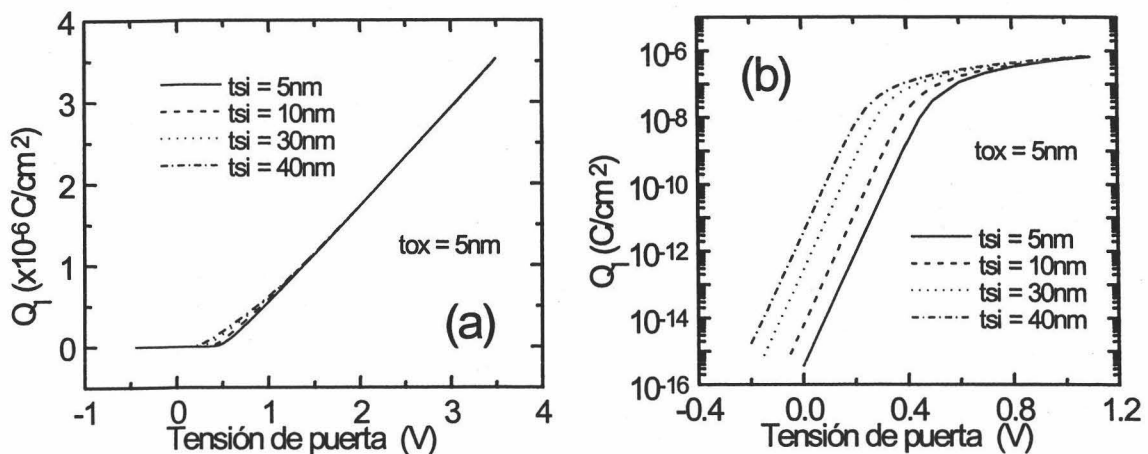 4
3
2
1
0
Q_I (x10^-6 C/cm^2)
tsi = 5nm
tsi = 10nm
tsi = 30nm
tsi = 40nm
tox = 5nm
(a)
-1 0 1 2 3 4
Tensión de puerta (V)
10^-6
10^-8
10^-10
10^-12
10^-14
10^-16
Q_I (C/cm^2)
(b)
tox = 5nm
tsi = 5nm
tsi = 10nm
tsi = 30nm
tsi = 40nm
-0.4 0.0 0.4 0.8 1.2
Tensión de puerta (V)